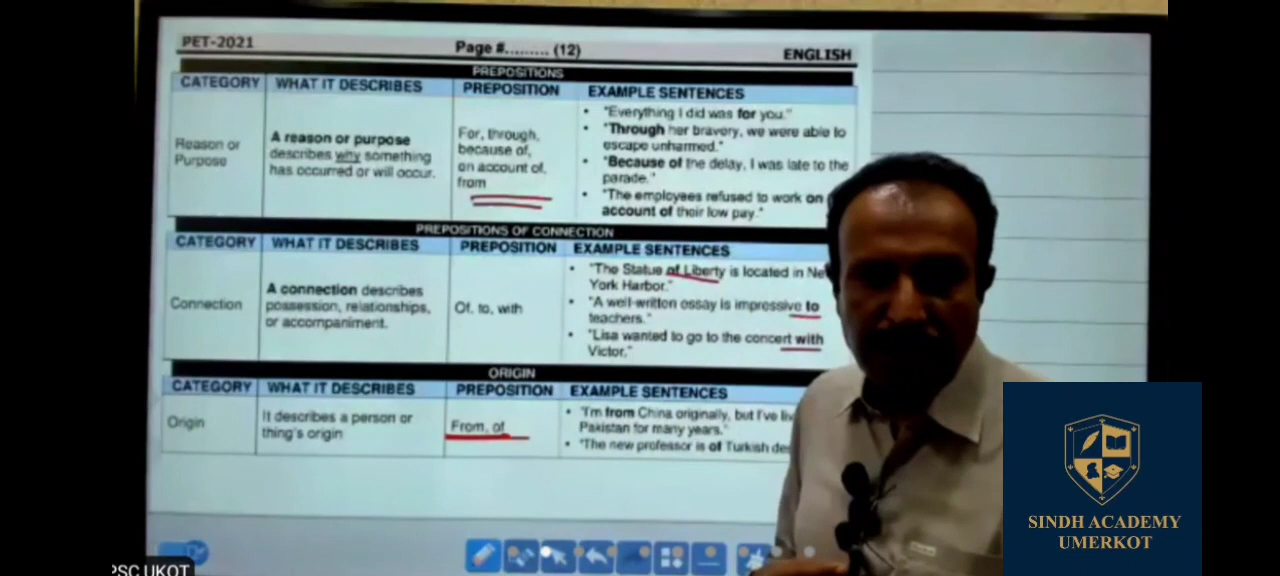 PET-2021 Page #......... (12) ENGLISH
PREPOSITIONS
CATEGORY WHAT IT DESCRIBES PREPOSITION EXAMPLE SENTENCES
Reason or
Purpose
A reason or purpose
describes why something
has occurred or will occur.
For, through,
because of,
on account of,
from
• "Everything I did was for you."
• "Through her bravery, we were able to
escape unharmed."
• "Because of the delay, I was late to the
parade."
• "The employees refused to work on
account of their low pay."
PREPOSITIONS OF CONNECTION
CATEGORY WHAT IT DESCRIBES PREPOSITION EXAMPLE SENTENCES
Connection
A connection describes
possession, relationships,
or accompaniment.
Of, to, with
• "The Statue of Liberty is located in Ne
York Harbor."
• "A well-written essay is impressive to
teachers."
• "Lisa wanted to go to the concert with
Victor."
ORIGIN
CATEGORY WHAT IT DESCRIBES PREPOSITION EXAMPLE SENTENCES
Origin
It describes a person or
thing's origin
From, of
• "I'm from China originally, but I've liv
Pakistan for many years."
• "The new professor is of Turkish de
SINDH ACADEMY
UMERKOT
PSC UKOT